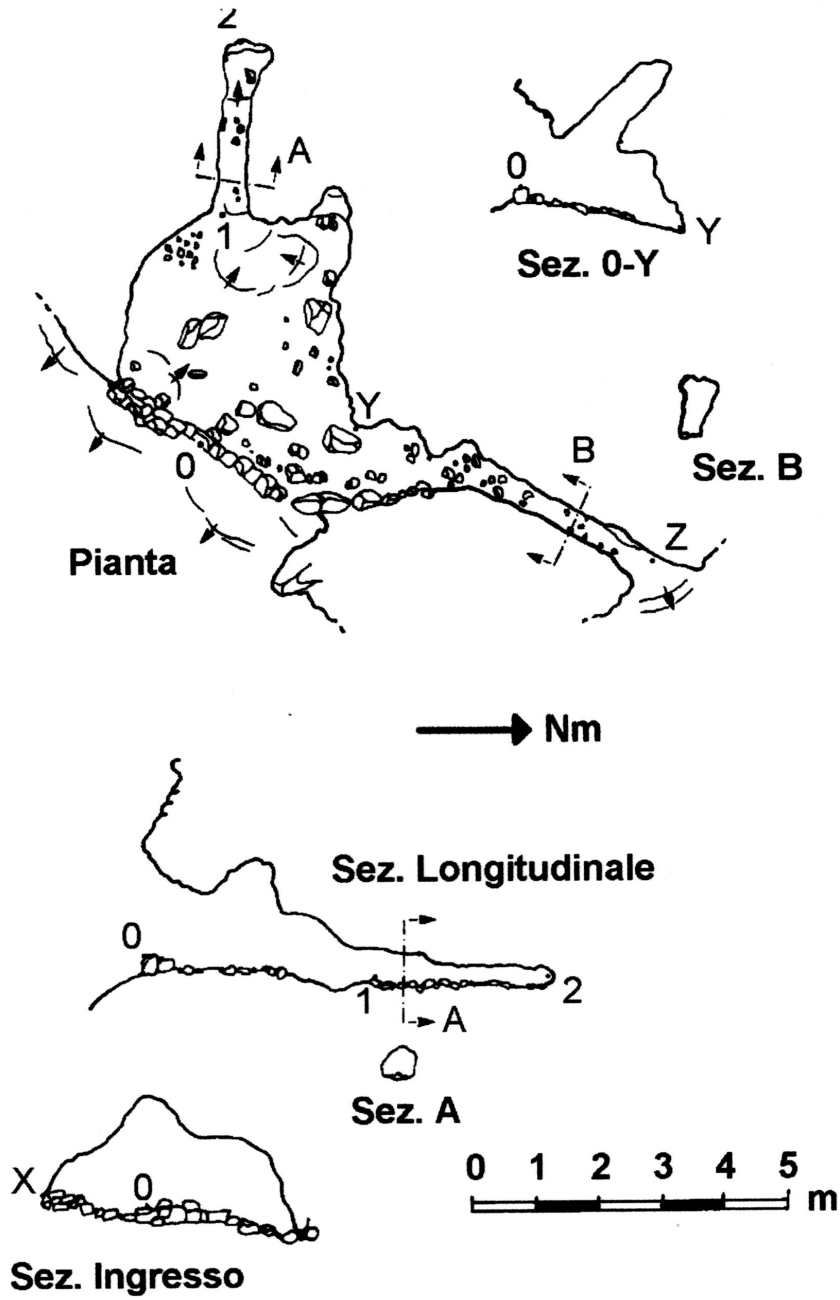 2
A
1
0
Sez. 0-Y
Y
Y
0
B
Sez. B
Z
Pianta
Nm
Sez. Longitudinale
0
1
A
2
Sez. A
X
0
Sez. Ingresso
0 1 2 3 4 5
m